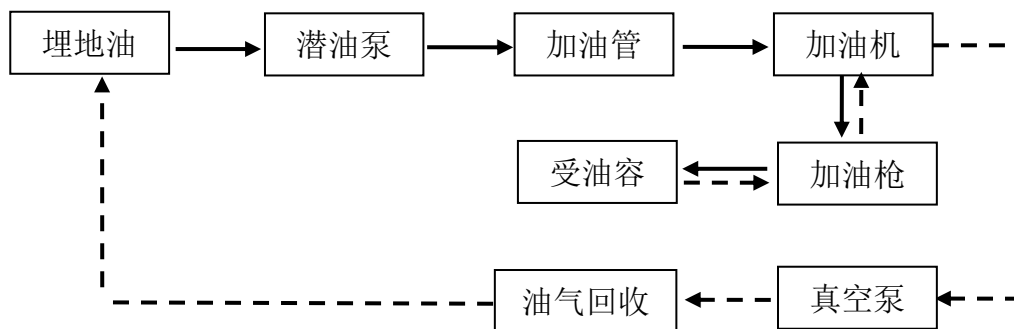 埋地油
潜油泵
加油管
加油机
受油容
加油枪
油气回收
真空泵